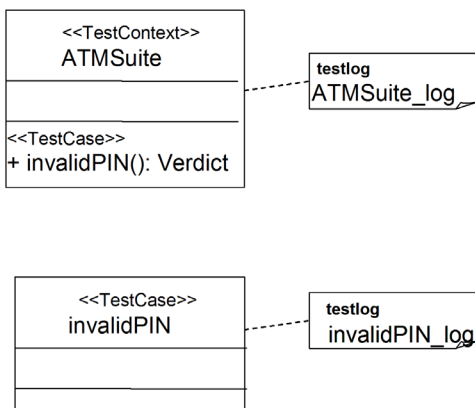 <<TestContext>>
ATMSuite
testlog
ATMSuite_log
<<TestCase>>
+ invalidPIN(): Verdict
<<TestCase>>
invalidPIN
testlog
invalidPIN_log